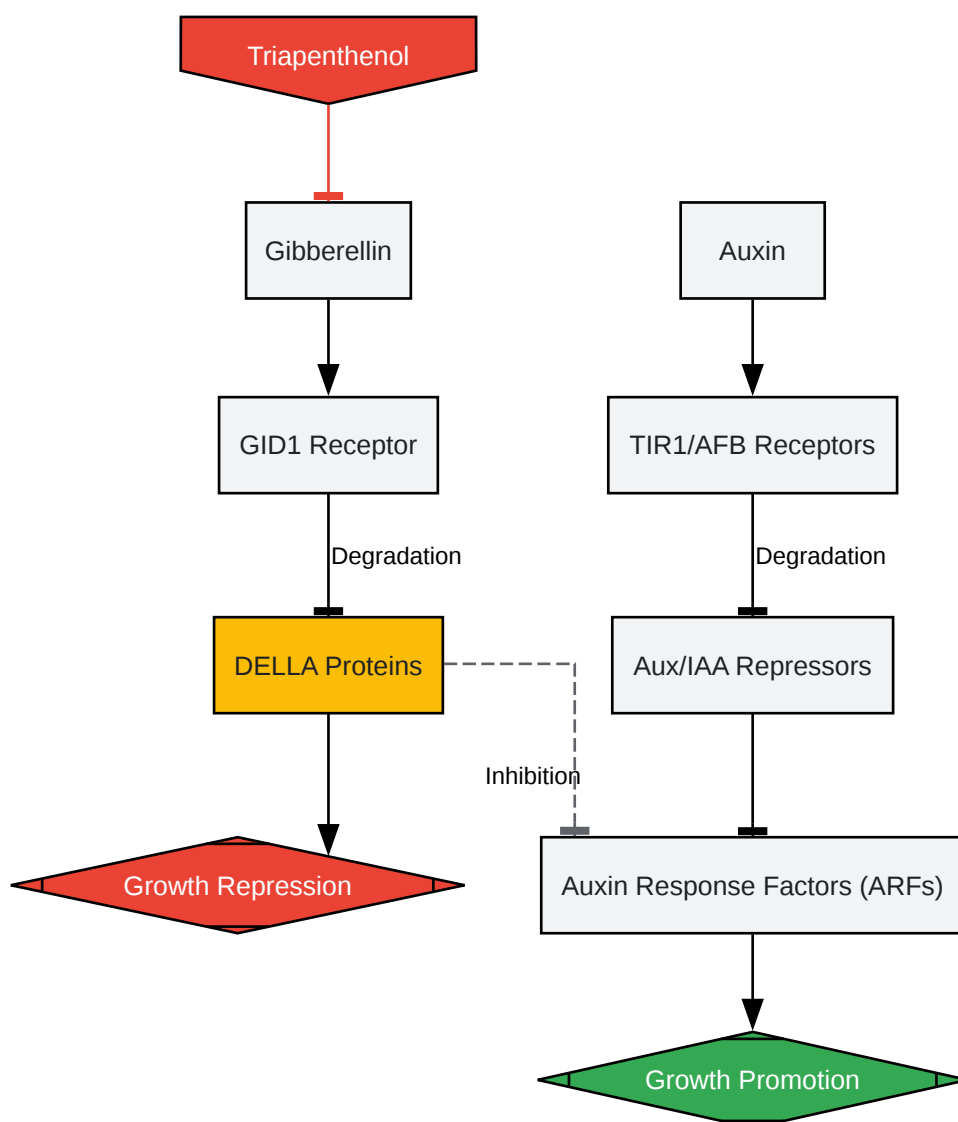 Triapenthenol
Gibberellin
Auxin
GID1 Receptor
TIR1/AFB Receptors
Degradation
Degradation
DELLA Proteins
Aux/IAA Repressors
Inhibition
Growth Repression
Auxin Response Factors (ARFs)
Growth Promotion